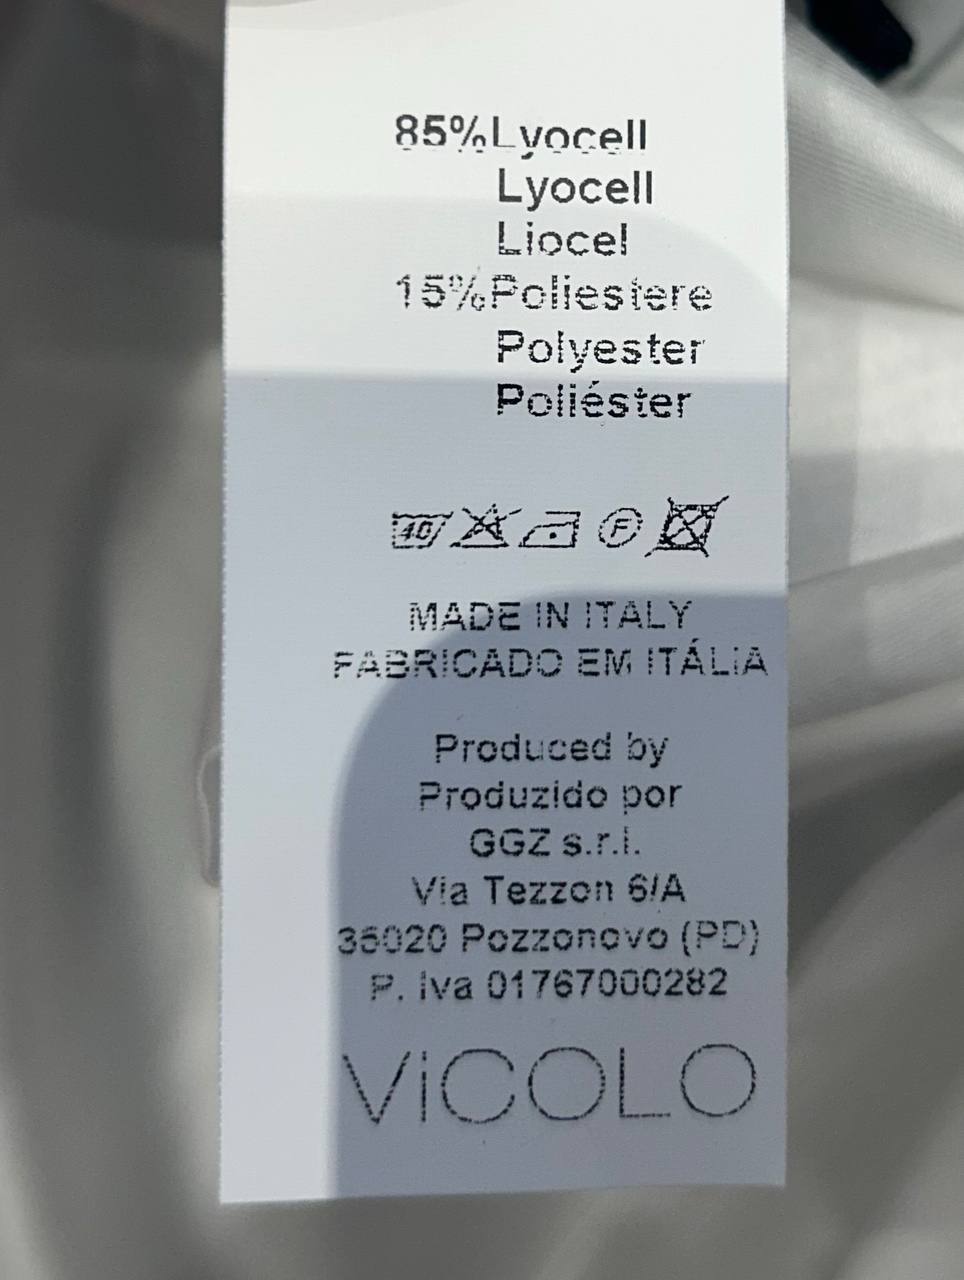 85%Lyocell
Lyocell
Liocel
15%Poliestere
Polyester
Poliéster
40
F
MADE IN ITALY
FABRICADO EM ITÁLIA
Produced by
Produzido por
GGZ s.r.l.
Via Tezzon 6/A
35020 Pozzonovo (PD)
P. iva 01767000282
ViCOLO